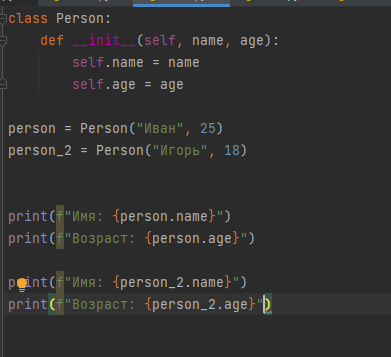 class Person:
    def __init__(self, name, age):
        self.name = name
        self.age = age
person = Person("Иван", 25)
person_2 = Person("Игорь", 18)
print(f"Имя: {person.name}")
print(f"Возраст: {person.age}")
print(f"Имя: {person_2.name}")
print(f"Возраст: {person_2.age}")